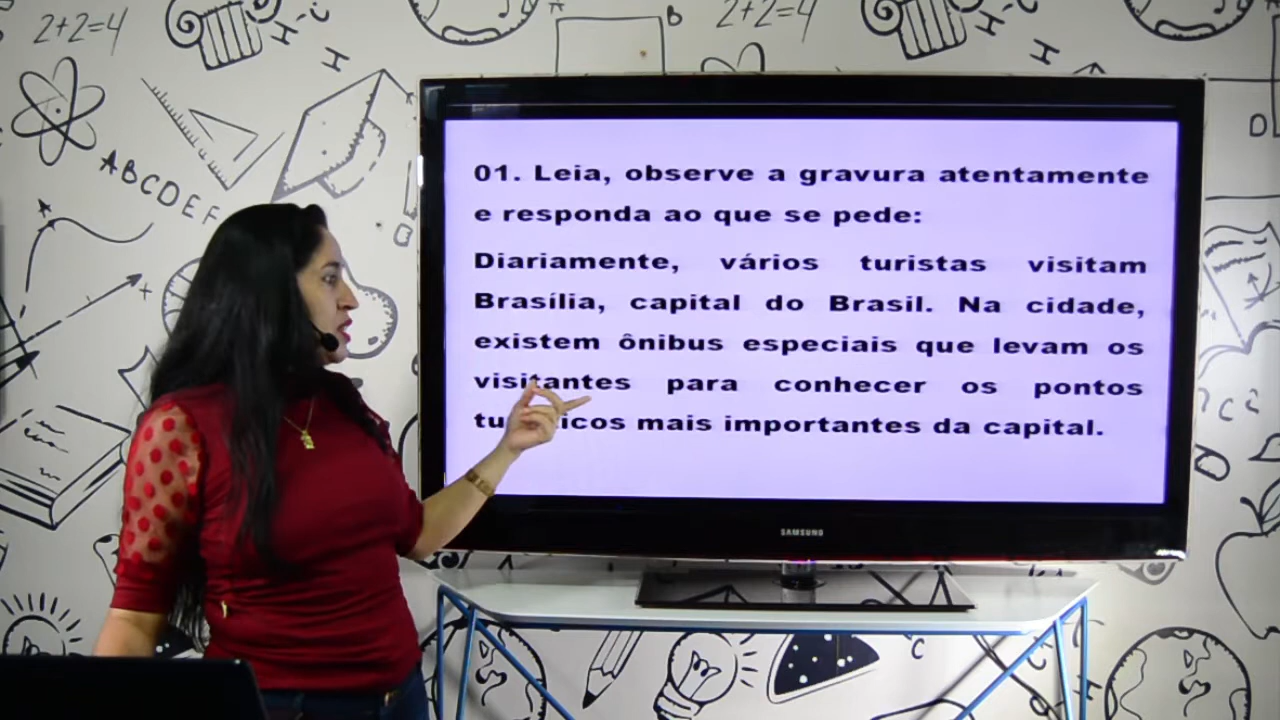 2+2=4
2+2=4
A B
H-C
H
H-C
H
D
ABCDEF
01. Leia, observe a gravura atentamente
e responda ao que se pede:
Diariamente, vários turistas visitam
Brasília, capital do Brasil. Na cidade,
existem ônibus especiais que levam os
visitantes para conhecer os pontos
mais importantes da capital.
SAMSUNG